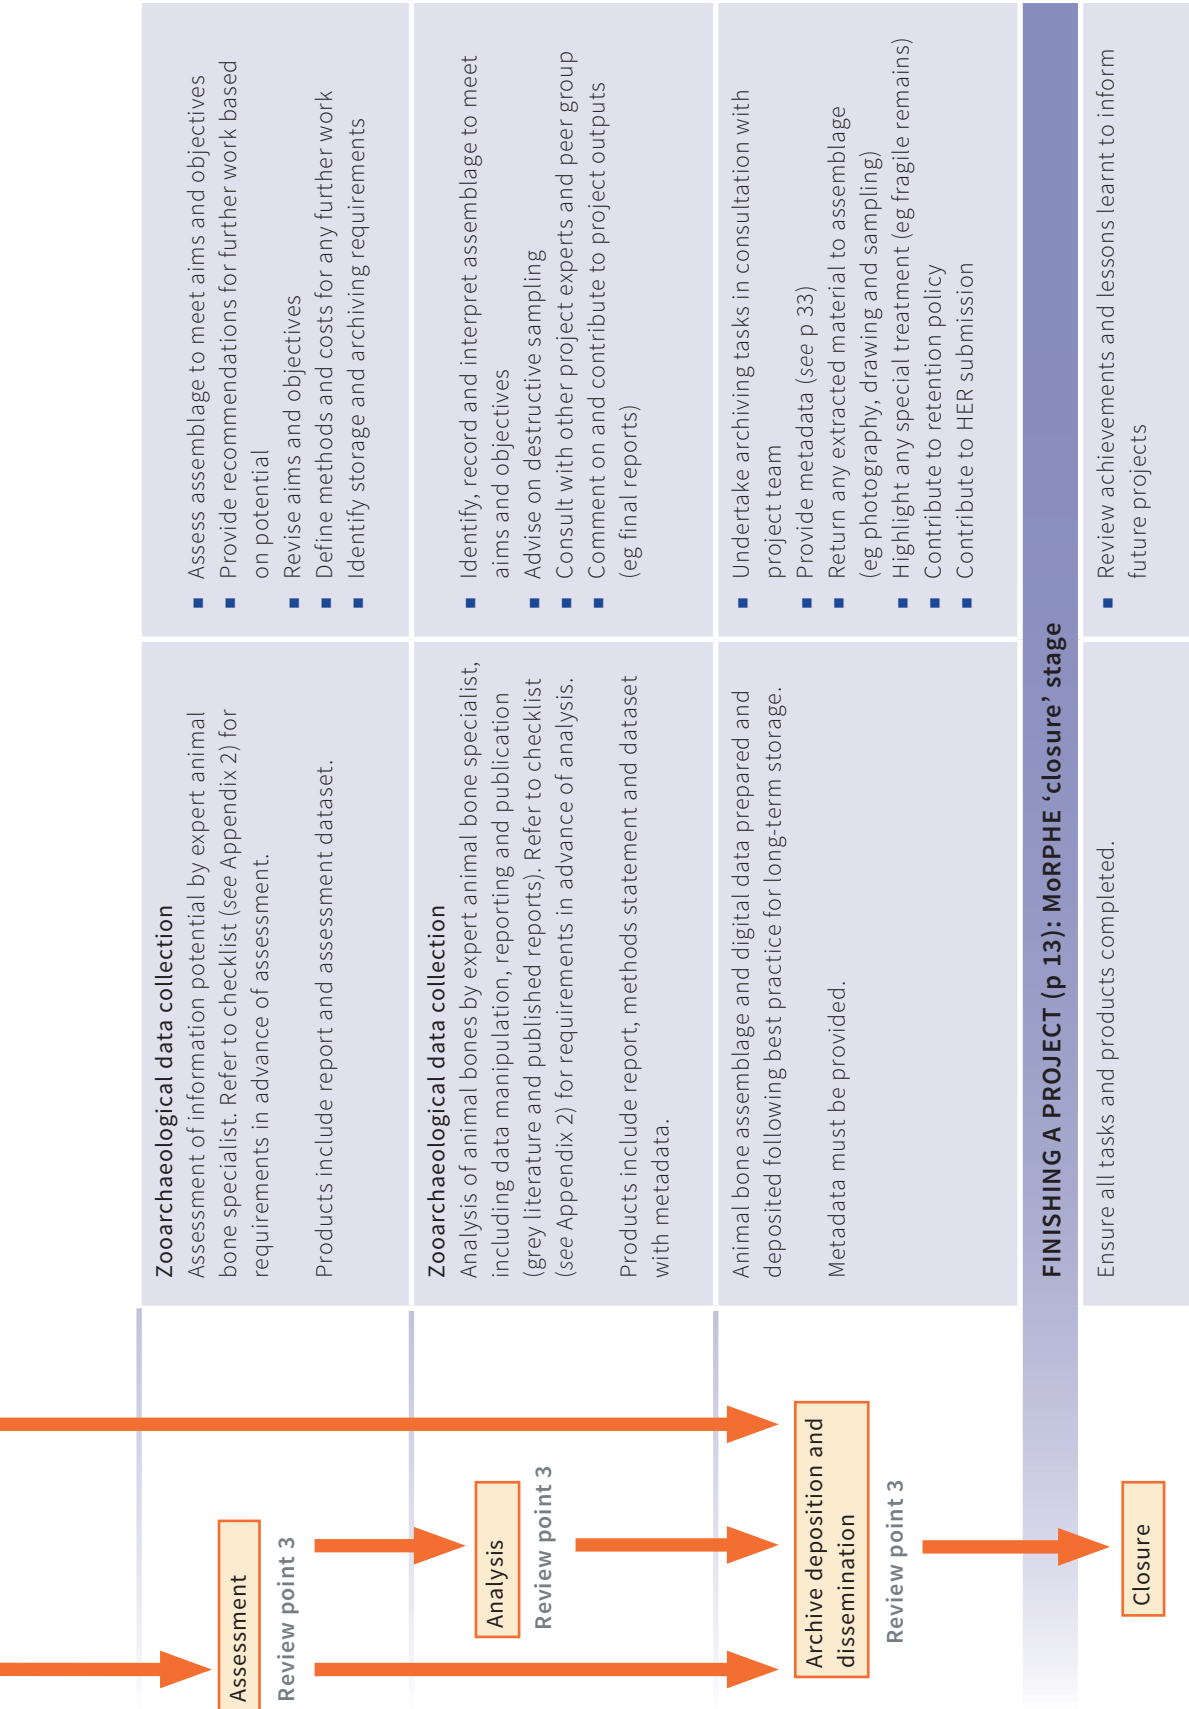 Assessment
Review point 3
Zooarchaeological data collection
Assessment of information potential by expert animal
bone specialist. Refer to checklist (see Appendix 2) for
requirements in advance of assessment.
Products include report and assessment dataset.
■ Assess assemblage to meet aims and objectives
■ Provide recommendations for further work based
on potential
■ Revise aims and objectives
■ Define methods and costs for any further work
■ Identify storage and archiving requirements
Analysis
Review point 3
Zooarchaeological data collection
Analysis of animal bones by expert animal bone specialist,
including data manipulation, reporting and publication
(grey literature and published reports). Refer to checklist
(see Appendix 2) for requirements in advance of analysis.
Products include report, methods statement and dataset
with metadata.
■ Identify, record and interpret assemblage to meet
aims and objectives
■ Advise on destructive sampling
■ Consult with other project experts and peer group
■ Comment on and contribute to project outputs
(eg final reports)
Archive deposition and
dissemination
Review point 3
Animal bone assemblage and digital data prepared and
deposited following best practice for long-term storage.
Metadata must be provided.
■ Undertake archiving tasks in consultation with
project team
■ Provide metadata (see p 33)
■ Return any extracted material to assemblage
(eg photography, drawing and sampling)
■ Highlight any special treatment (eg fragile remains)
■ Contribute to retention policy
■ Contribute to HER submission
FINISHING A PROJECT (p 13): MoRPHE ‘closure’ stage
Closure
Ensure all tasks and products completed.
■ Review achievements and lessons learnt to inform
future projects